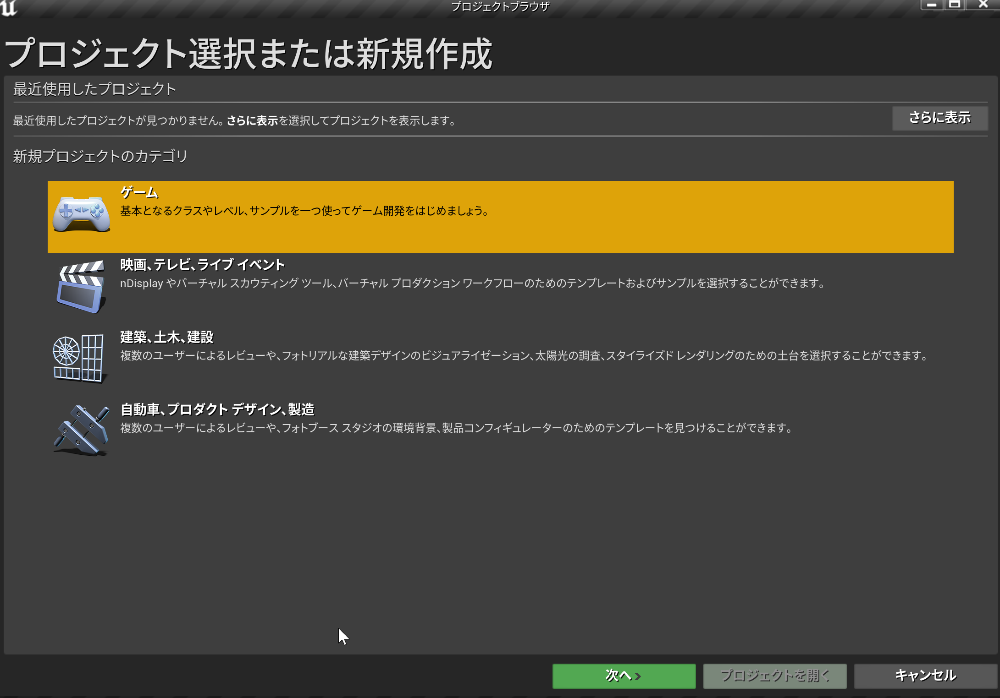 プロジェクトブラウザ
プロジェクト選択または新規作成
最近使用したプロジェクト
最近使用したプロジェクトが見つかりません。さらに表示を選択してプロジェクトを表示します。
さらに表示
新規プロジェクトのカテゴリ
ゲーム
基本となるクラスやレベル、サンプルを一つ使ってゲーム開発をはじめましょう。
映画、テレビ、ライブ イベント
nDisplay やバーチャル スカウティング ツール、バーチャル プロダクション ワークフローのためのテンプレートおよびサンプルを選択することができます。
建築、土木、建設
複数のユーザーによるレビューや、フォトリアルな建築デザインのビジュアライゼーション、太陽光の調査、スタイライズド レンダリングのための土台を選択することができます。
自動車、プロダクト デザイン、製造
複数のユーザーによるレビューや、フォトブース スタジオの環境背景、製品コンフィギュレーターのためのテンプレートを見つけることができます。
次へ
プロジェクトを開く
キャンセル